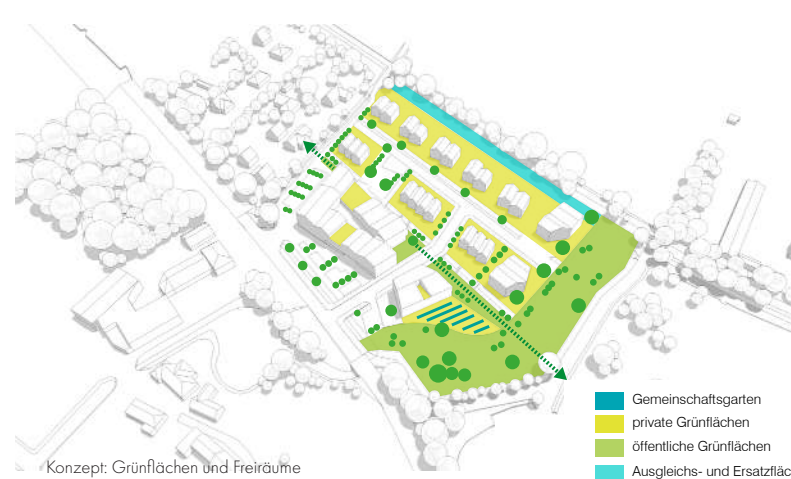 Gemeinschaftsgarten
private Grünflächen
öffentliche Grünflächen
Ausgleichs- und Ersatzfläc
Konzept: Grünflächen und Freiräume